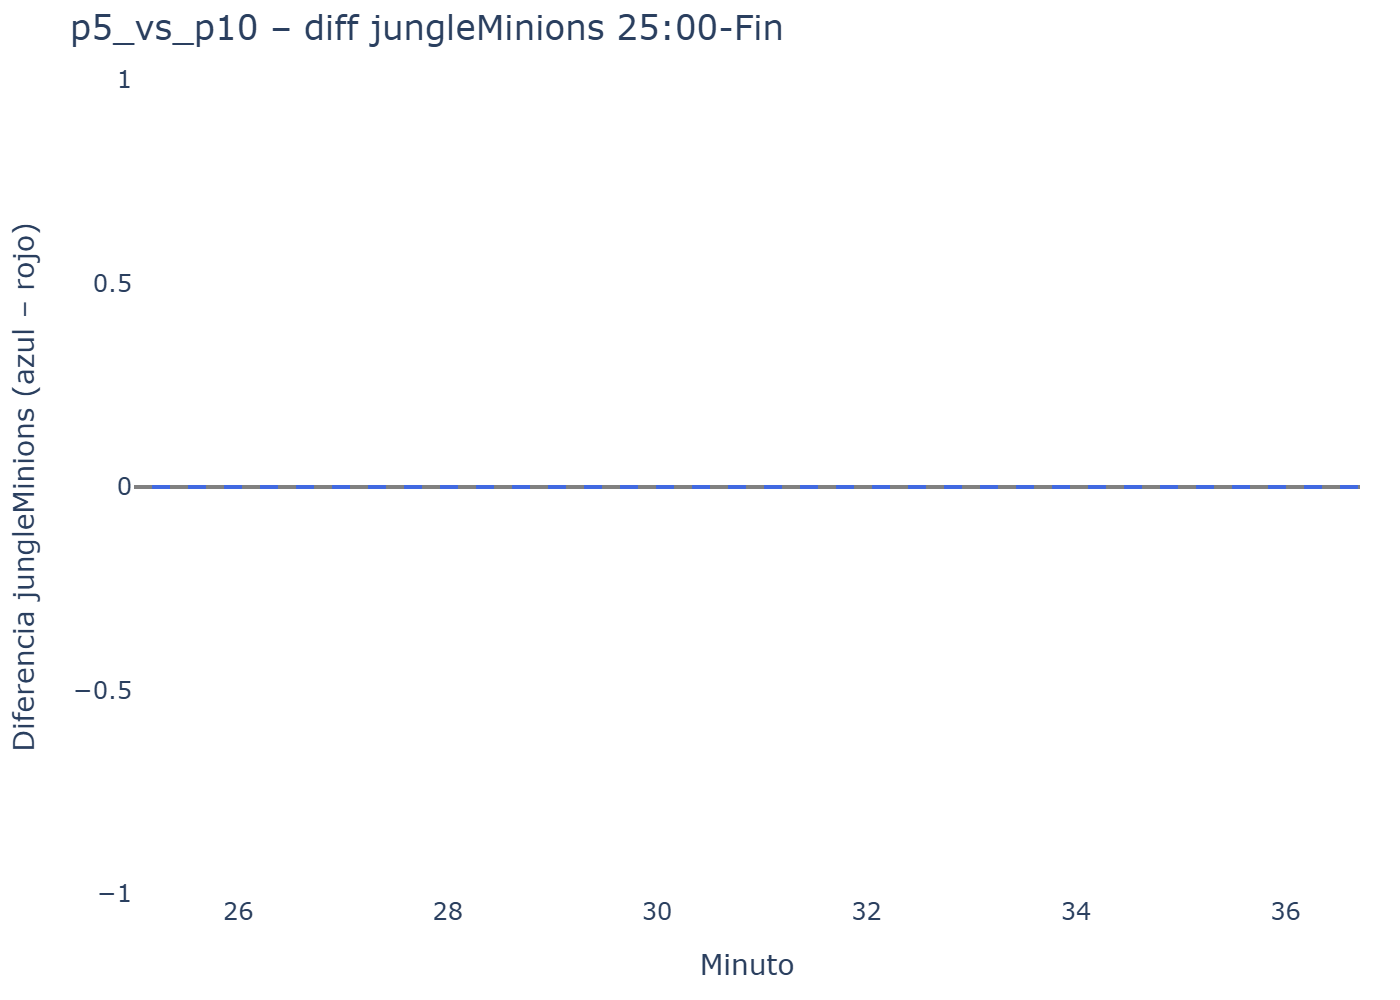 p5_vs_p10 – diff jungleMinions 25:00-Fin
Diferencia jungleMinions (azul – rojo)
1
0.5
0
−0.5
−1
26 28 30 32 34 36
Minuto